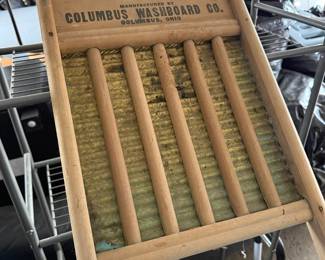 MANUFACTURED BY
COLUMBUS WASHBOARD CO.
COLUMBUS, OHIO